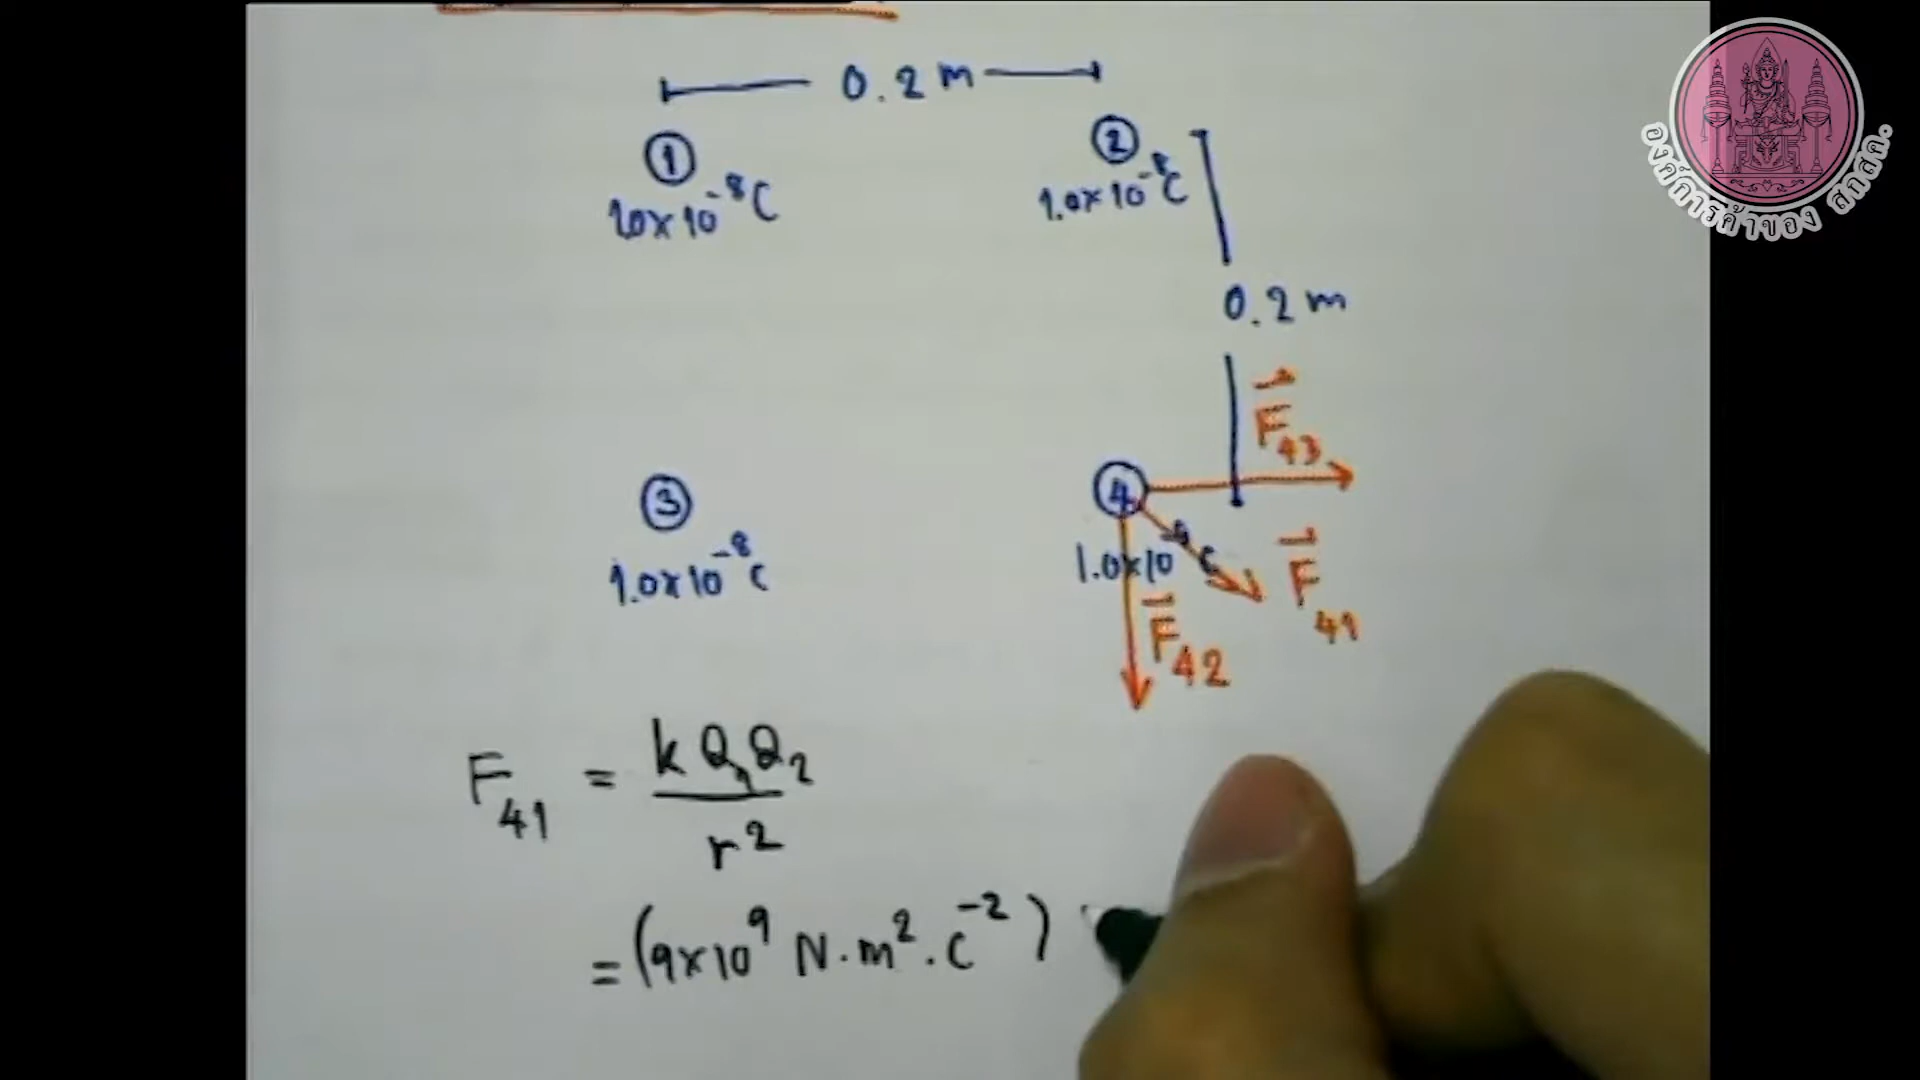 0.2 m
① ②
1.0×10⁻⁸C 1.0×10⁻⁸C
0.2 m
F⃗₄₃
③ ④
1.0×10⁻⁸C 1.0×10⁻⁸C
F⃗₄₁
F⃗₄₂
F₄₁ = kQ₁Q₂
r²
= (9×10⁹ N.m².C⁻²)
องค์การค้าของ สกสค.